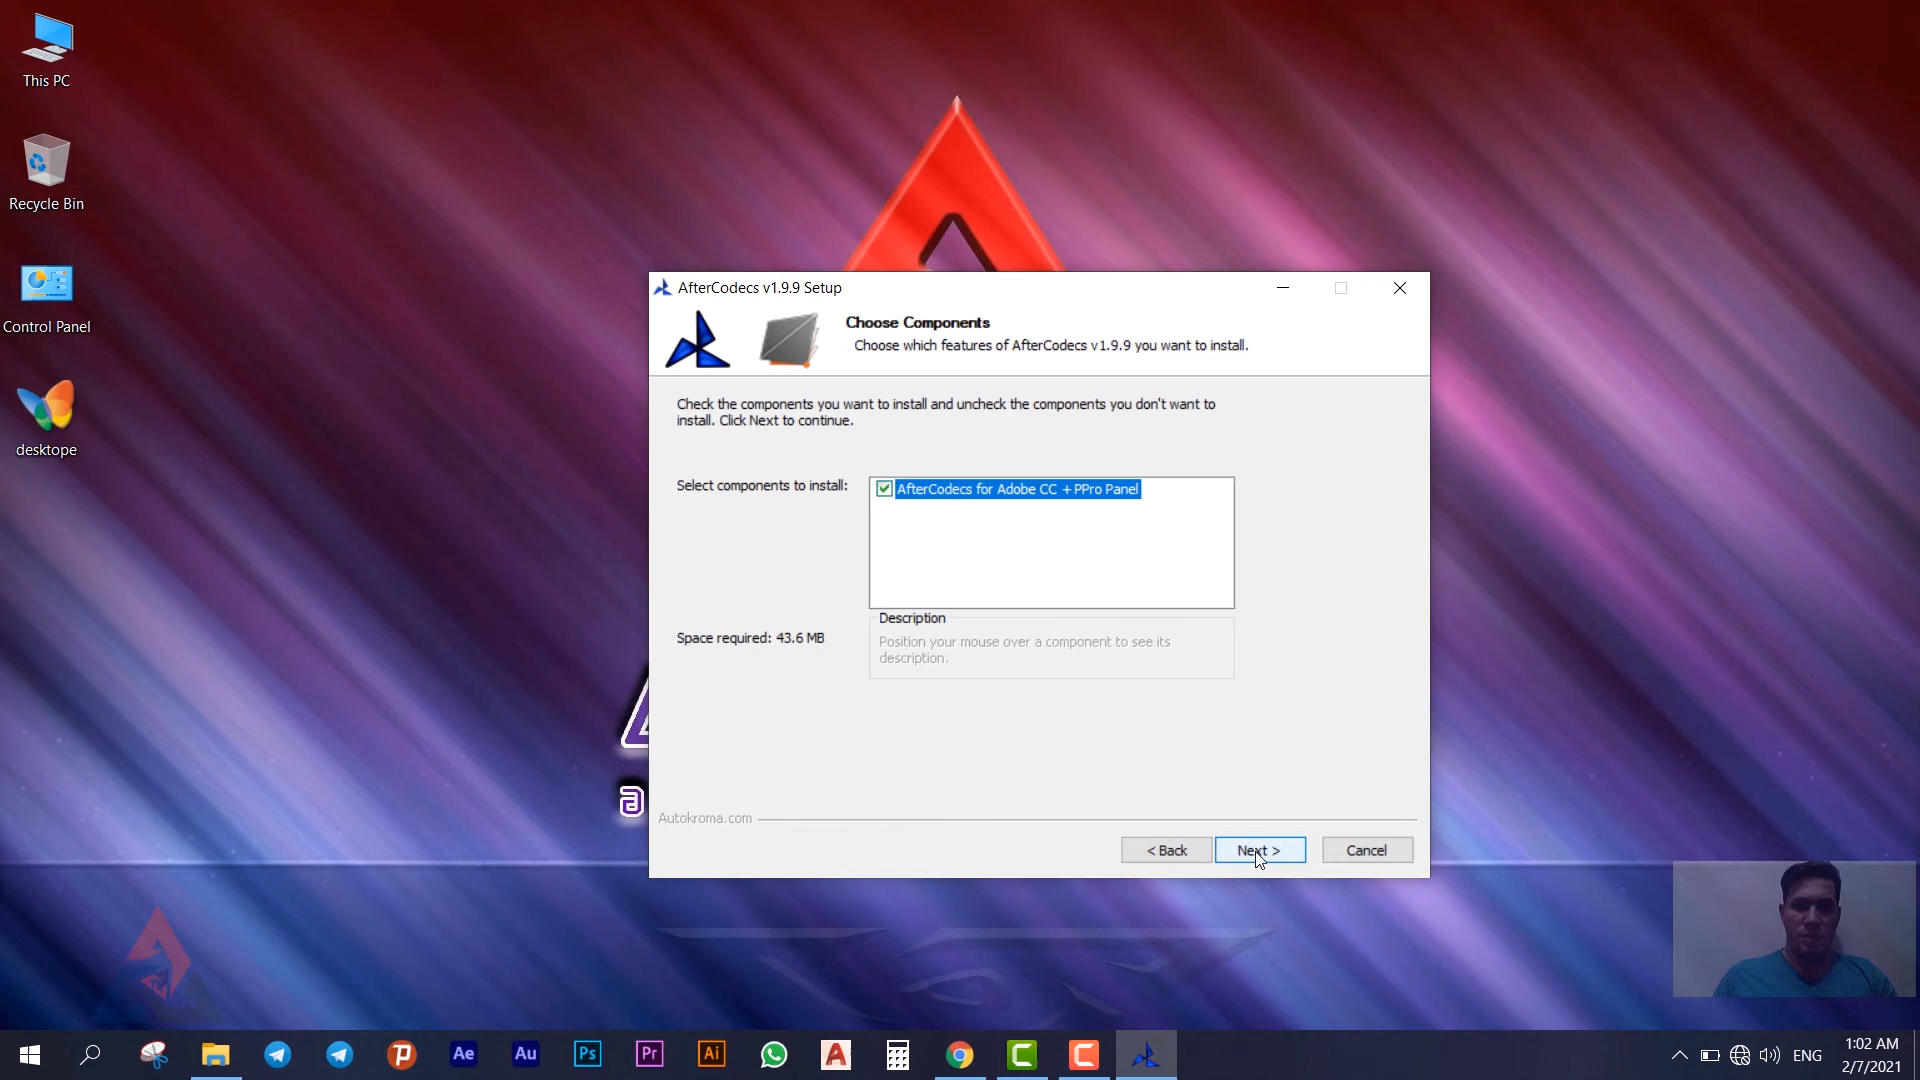 This PC
Recycle Bin
Control Panel
desktope
AfterCodecs v1.9.9 Setup
Choose Components
Choose which features of AfterCodecs v1.9.9 you want to install.
Check the components you want to install and uncheck the components you don't want to
install. Click Next to continue.
Select components to install:
AfterCodecs for Adobe CC + PPro Panel
Space required: 43.6 MB
Description
Position your mouse over a component to see its
description.
a
Autokroma.com
< Back
Next >
Cancel
Ae
Au
Ps
Pr
Ai
ENG
1:02 AM
2/7/2021